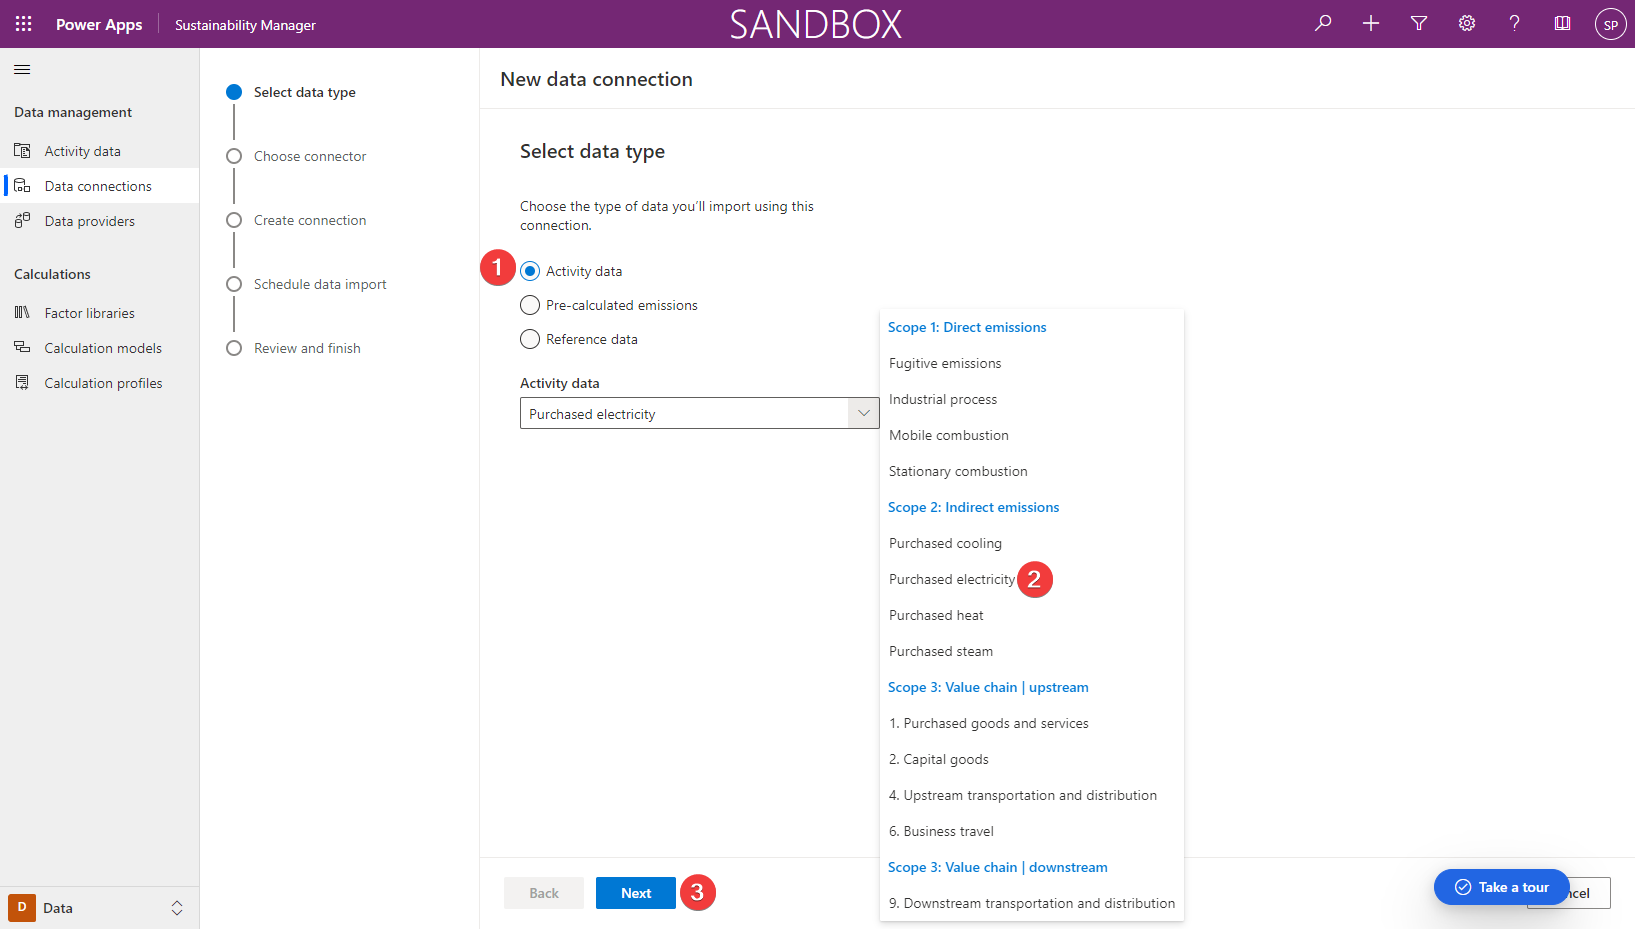 Power Apps
Sustainability Manager
SANDBOX
SP
Data management
Activity data
Data connections
Data providers
Calculations
Factor libraries
Calculation models
Calculation profiles
D
Data
Select data type
Choose connector
Create connection
Schedule data import
Review and finish
New data connection
Select data type
Choose the type of data you'll import using this
connection.
1
Activity data
Pre-calculated emissions
Reference data
Activity data
Purchased electricity
Scope 1: Direct emissions
Fugitive emissions
Industrial process
Mobile combustion
Stationary combustion
Scope 2: Indirect emissions
Purchased cooling
Purchased electricity
2
Purchased heat
Purchased steam
Scope 3: Value chain | upstream
1. Purchased goods and services
2. Capital goods
4. Upstream transportation and distribution
6. Business travel
Scope 3: Value chain | downstream
9. Downstream transportation and distribution
Back
Next
3
Take a tour